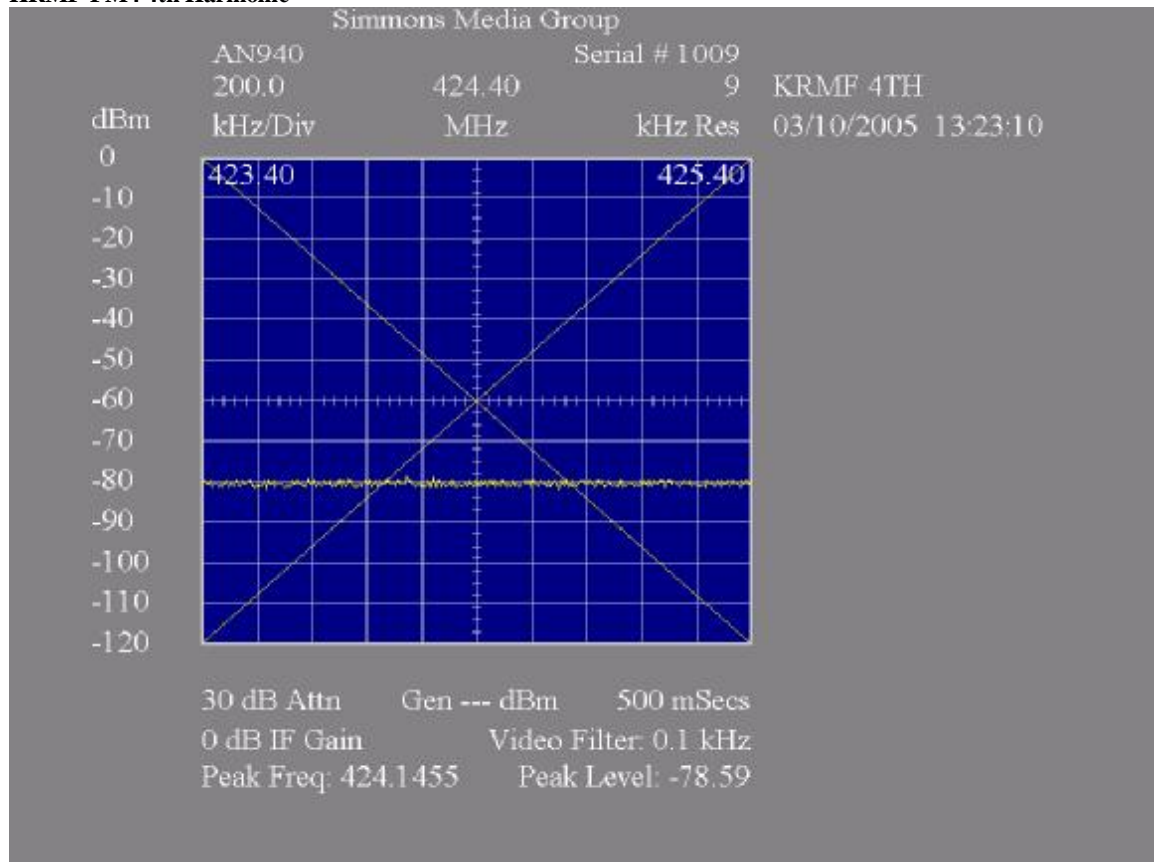 Simmons Media Group
AN940 Serial # 1009
200.0 424.40 9 KRMF 4TH
dBm kHz/Div MHz kHz Res 03/10/2005 13:23:10
0
423.40 425.40
-10
-20
-30
-40
-50
-60
-70
-80
-90
-100
-110
-120
30 dB Attn Gen --- dBm 500 mSecs
0 dB IF Gain Video Filter: 0.1 kHz
Peak Freq: 424.1455 Peak Level: -78.59